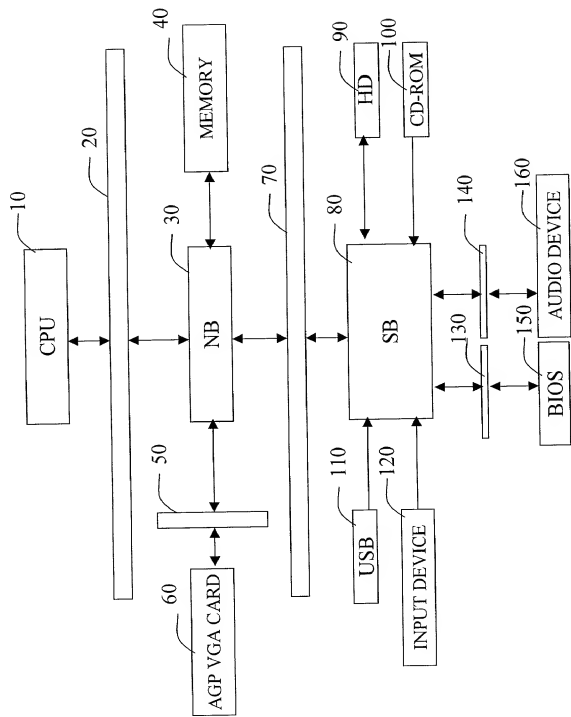 10
CPU
20
40
MEMORY
30
NB
50
60
AGP VGA CARD
70
90
HD
100
CD-ROM
80
SB
110
USB
120
INPUT DEVICE
130
140
150
BIOS
160
AUDIO DEVICE